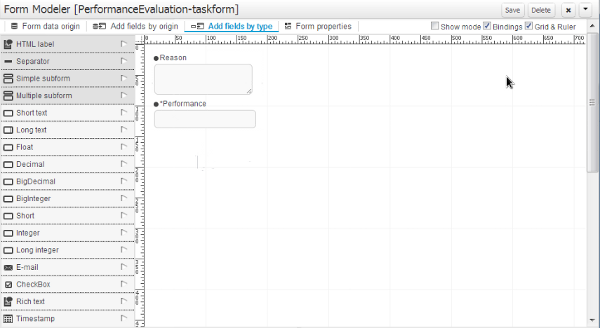 Form Modeler [PerformanceEvaluation-taskform]
Save Delete
Form data origin Add fields by origin Add fields by type Form properties Show mode Bindings Grid & Ruler
HTML label
Separator
Simple subform
Multiple subform
Short text
Long text
Float
Decimal
BigDecimal
BigInteger
Short
Integer
Long integer
E-mail
CheckBox
Rich text
Timestamp
0 50 100 150 200 250 300 350 400 450 500 550 600 650 700
Reason
*Performance